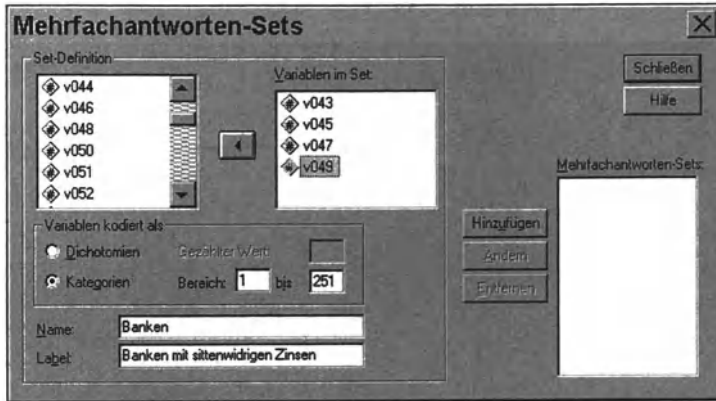 Mehrfachantworten-Sets
Set-Definition
v044
v046
v048
v050
v051
v052
Variablen im Set:
v043
v045
v047
v049
Schließen
Hilfe
Mehrfachantworten-Sets:
Variablen kodiert als
Dichotomien Gezählter Wert:
Kategorien Bereich: 1 bis 251
Hinzufügen
Ändern
Entfernen
Name: Banken
Label: Banken mit sittenwidrigen Zinsen